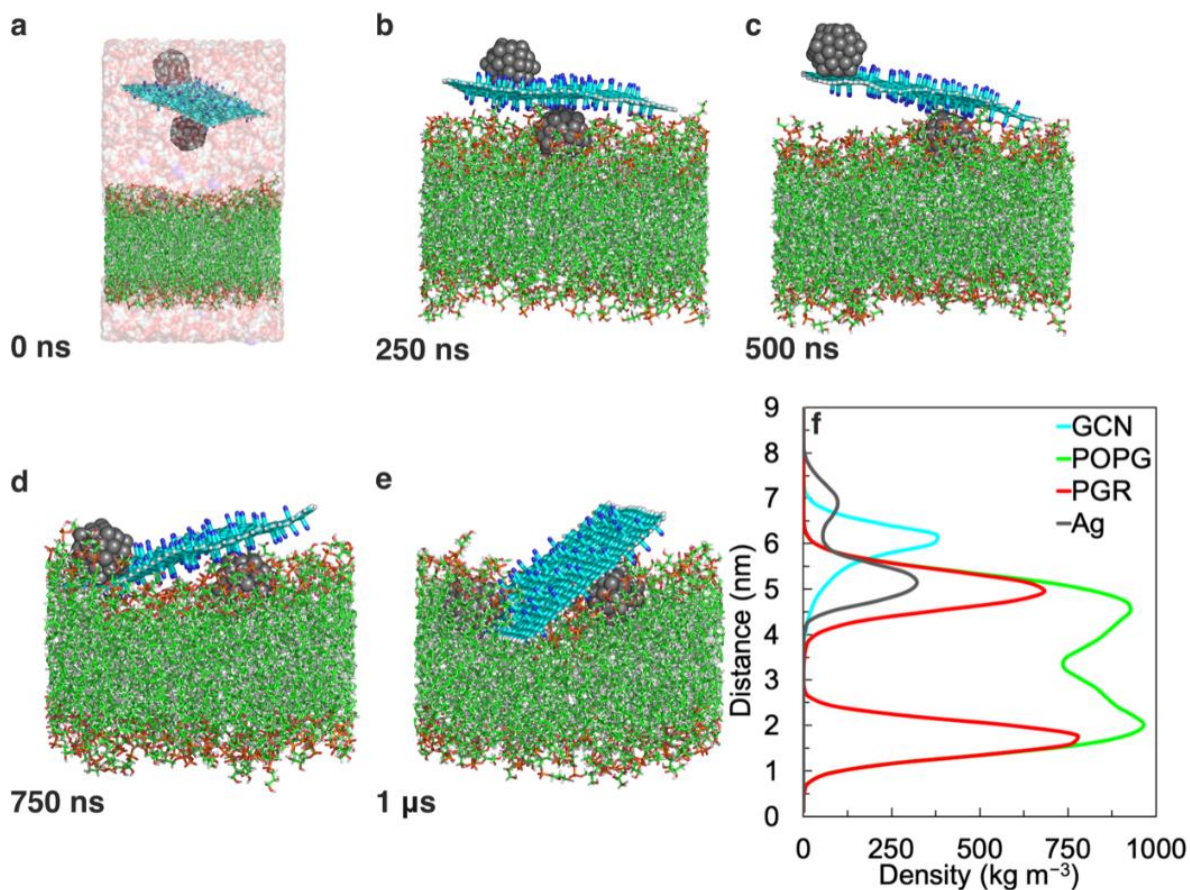 a
0 ns
b
250 ns
c
500 ns
d
750 ns
e
1 µs
f
GCN
POPG
PGR
Ag
Distance (nm)
9
8
7
6
5
4
3
2
1
0
0 250 500 750 1000
Density (kg m⁻³)